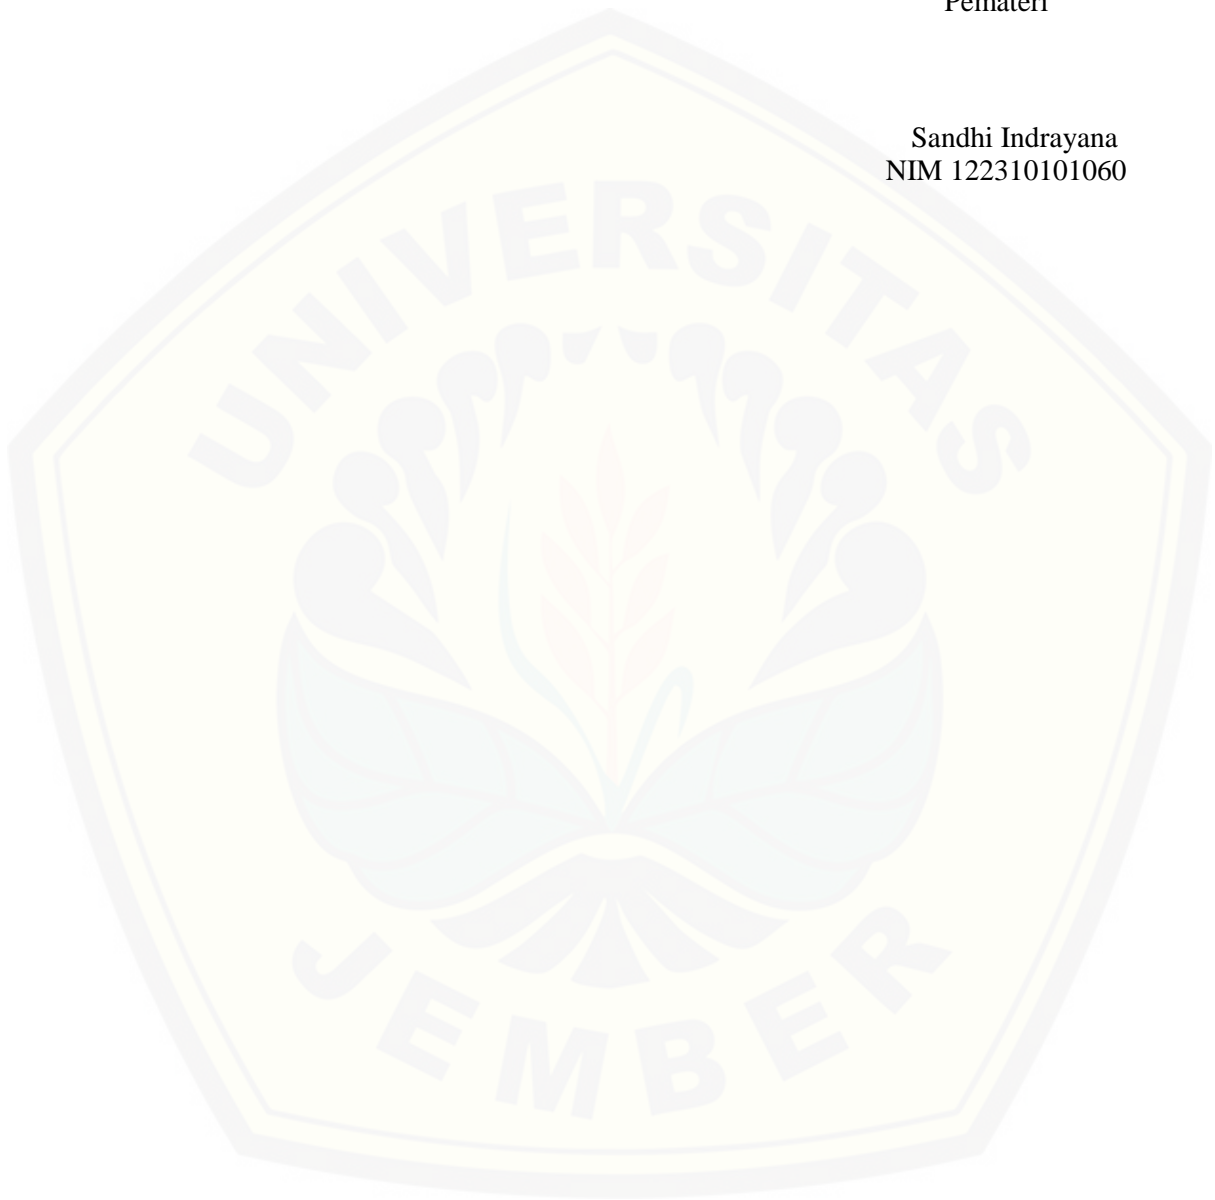 Pemateri
Sandhi Indrayana
NIM 122310101060
UNIVERSITAS
JEMBER